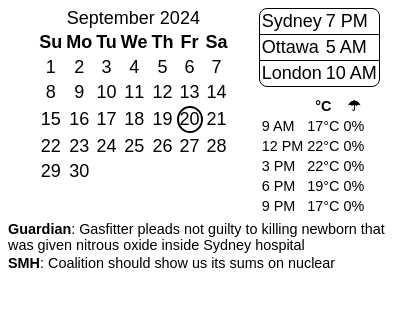 September 2024
Su Mo Tu We Th Fr Sa
1 2 3 4 5 6 7
8 9 10 11 12 13 14
15 16 17 18 19 20 21
22 23 24 25 26 27 28
29 30
Sydney 7 PM
Ottawa 5 AM
London 10 AM
°C ☂
9 AM 17°C 0%
12 PM 22°C 0%
3 PM 22°C 0%
6 PM 19°C 0%
9 PM 17°C 0%
Guardian: Gasfitter pleads not guilty to killing newborn that
was given nitrous oxide inside Sydney hospital
SMH: Coalition should show us its sums on nuclear